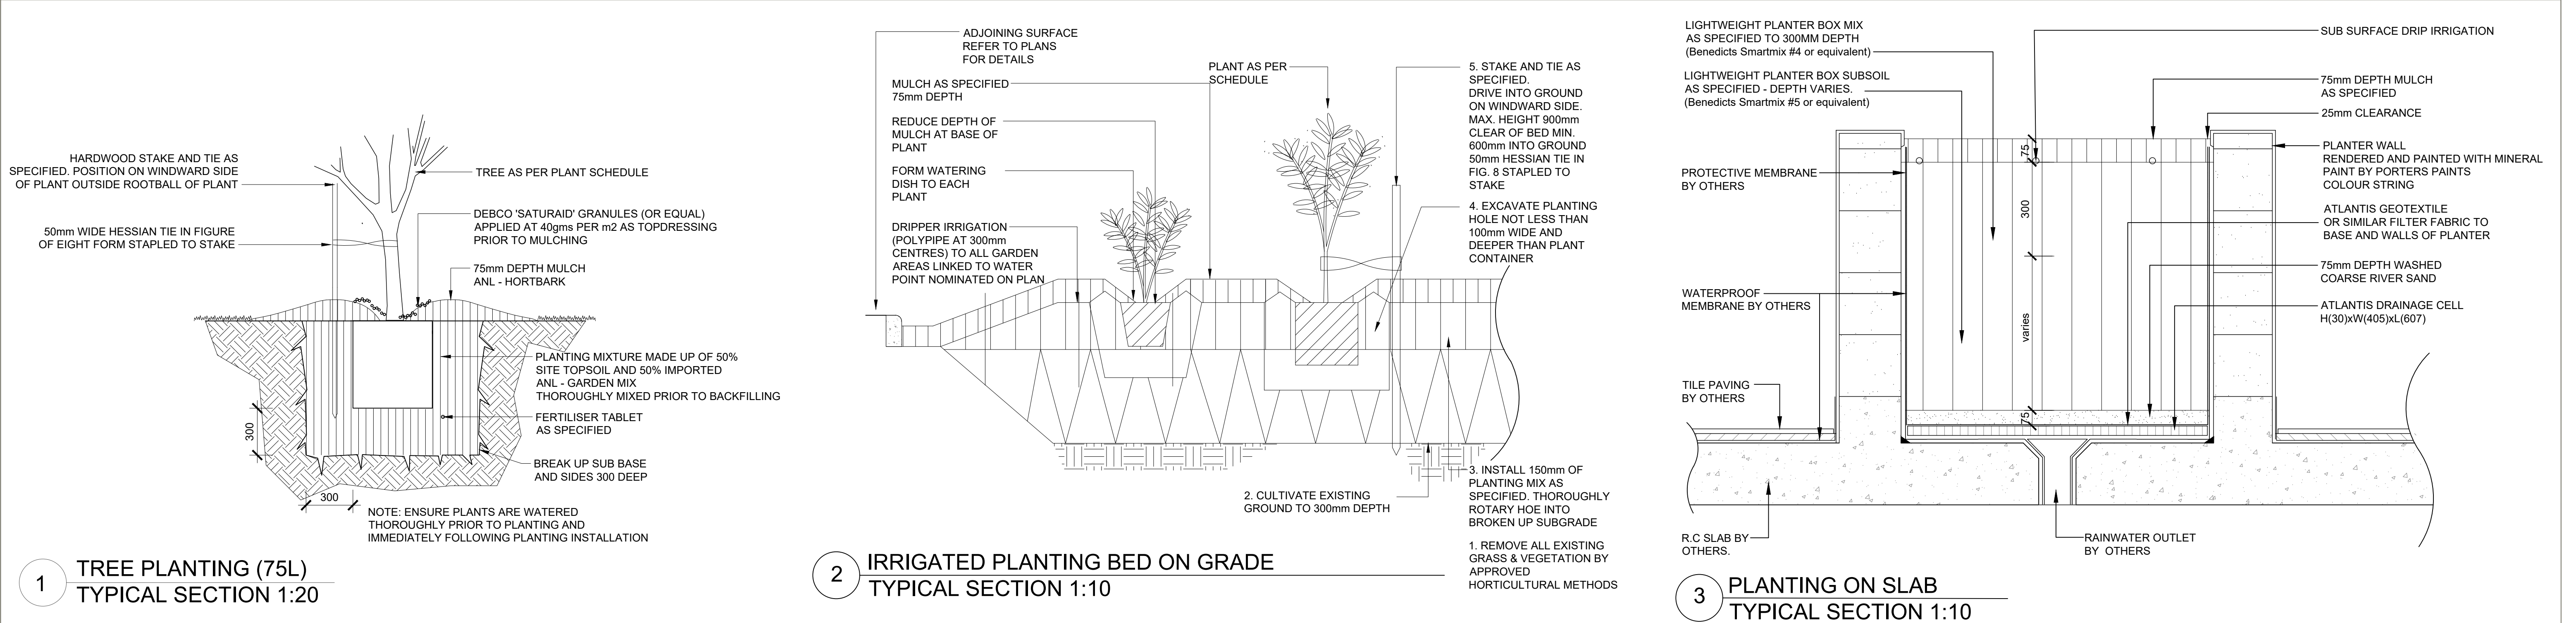 HARDWOOD STAKE AND TIE AS
SPECIFIED. POSITION ON WINDWARD SIDE
OF PLANT OUTSIDE ROOTBALL OF PLANT
50mm WIDE HESSIAN TIE IN FIGURE
OF EIGHT FORM STAPLED TO STAKE
TREE AS PER PLANT SCHEDULE
DEBCO 'SATURAID' GRANULES (OR EQUAL)
APPLIED AT 40gms PER m2 AS TOPDRESSING
PRIOR TO MULCHING
75mm DEPTH MULCH
ANL - HORTBARK
PLANTING MIXTURE MADE UP OF 50%
SITE TOPSOIL AND 50% IMPORTED
ANL - GARDEN MIX
THOROUGHLY MIXED PRIOR TO BACKFILLING
FERTILISER TABLET
AS SPECIFIED
300
BREAK UP SUB BASE
AND SIDES 300 DEEP
300
NOTE: ENSURE PLANTS ARE WATERED
THOROUGHLY PRIOR TO PLANTING AND
IMMEDIATELY FOLLOWING PLANTING INSTALLATION
1
TREE PLANTING (75L)
TYPICAL SECTION 1:20
ADJOINING SURFACE
REFER TO PLANS
FOR DETAILS
MULCH AS SPECIFIED
75mm DEPTH
REDUCE DEPTH OF
MULCH AT BASE OF
PLANT
FORM WATERING
DISH TO EACH
PLANT
DRIPPER IRRIGATION
(POLYPIPE AT 300mm
CENTRES) TO ALL GARDEN
AREAS LINKED TO WATER
POINT NOMINATED ON PLAN
PLANT AS PER
SCHEDULE
5. STAKE AND TIE AS
SPECIFIED.
DRIVE INTO GROUND
ON WINDWARD SIDE.
MAX. HEIGHT 900mm
CLEAR OF BED MIN.
600mm INTO GROUND
50mm HESSIAN TIE IN
FIG. 8 STAPLED TO
STAKE
4. EXCAVATE PLANTING
HOLE NOT LESS THAN
100mm WIDE AND
DEEPER THAN PLANT
CONTAINER
3. INSTALL 150mm OF
PLANTING MIX AS
SPECIFIED. THOROUGHLY
ROTARY HOE INTO
BROKEN UP SUBGRADE
2. CULTIVATE EXISTING
GROUND TO 300mm DEPTH
1. REMOVE ALL EXISTING
GRASS & VEGETATION BY
APPROVED
HORTICULTURAL METHODS
2
IRRIGATED PLANTING BED ON GRADE
TYPICAL SECTION 1:10
LIGHTWEIGHT PLANTER BOX MIX
AS SPECIFIED TO 300MM DEPTH
(Benedicts Smartmix #4 or equivalent)
LIGHTWEIGHT PLANTER BOX SUBSOIL
AS SPECIFIED - DEPTH VARIES.
(Benedicts Smartmix #5 or equivalent)
PROTECTIVE MEMBRANE
BY OTHERS
WATERPROOF
MEMBRANE BY OTHERS
TILE PAVING
BY OTHERS
R.C SLAB BY
OTHERS.
75
300
varies
75
SUB SURFACE DRIP IRRIGATION
75mm DEPTH MULCH
AS SPECIFIED
25mm CLEARANCE
PLANTER WALL
RENDERED AND PAINTED WITH MINERAL
PAINT BY PORTERS PAINTS
COLOUR STRING
ATLANTIS GEOTEXTILE
OR SIMILAR FILTER FABRIC TO
BASE AND WALLS OF PLANTER
75mm DEPTH WASHED
COARSE RIVER SAND
ATLANTIS DRAINAGE CELL
H(30)xW(405)xL(607)
RAINWATER OUTLET
BY OTHERS
3
PLANTING ON SLAB
TYPICAL SECTION 1:10